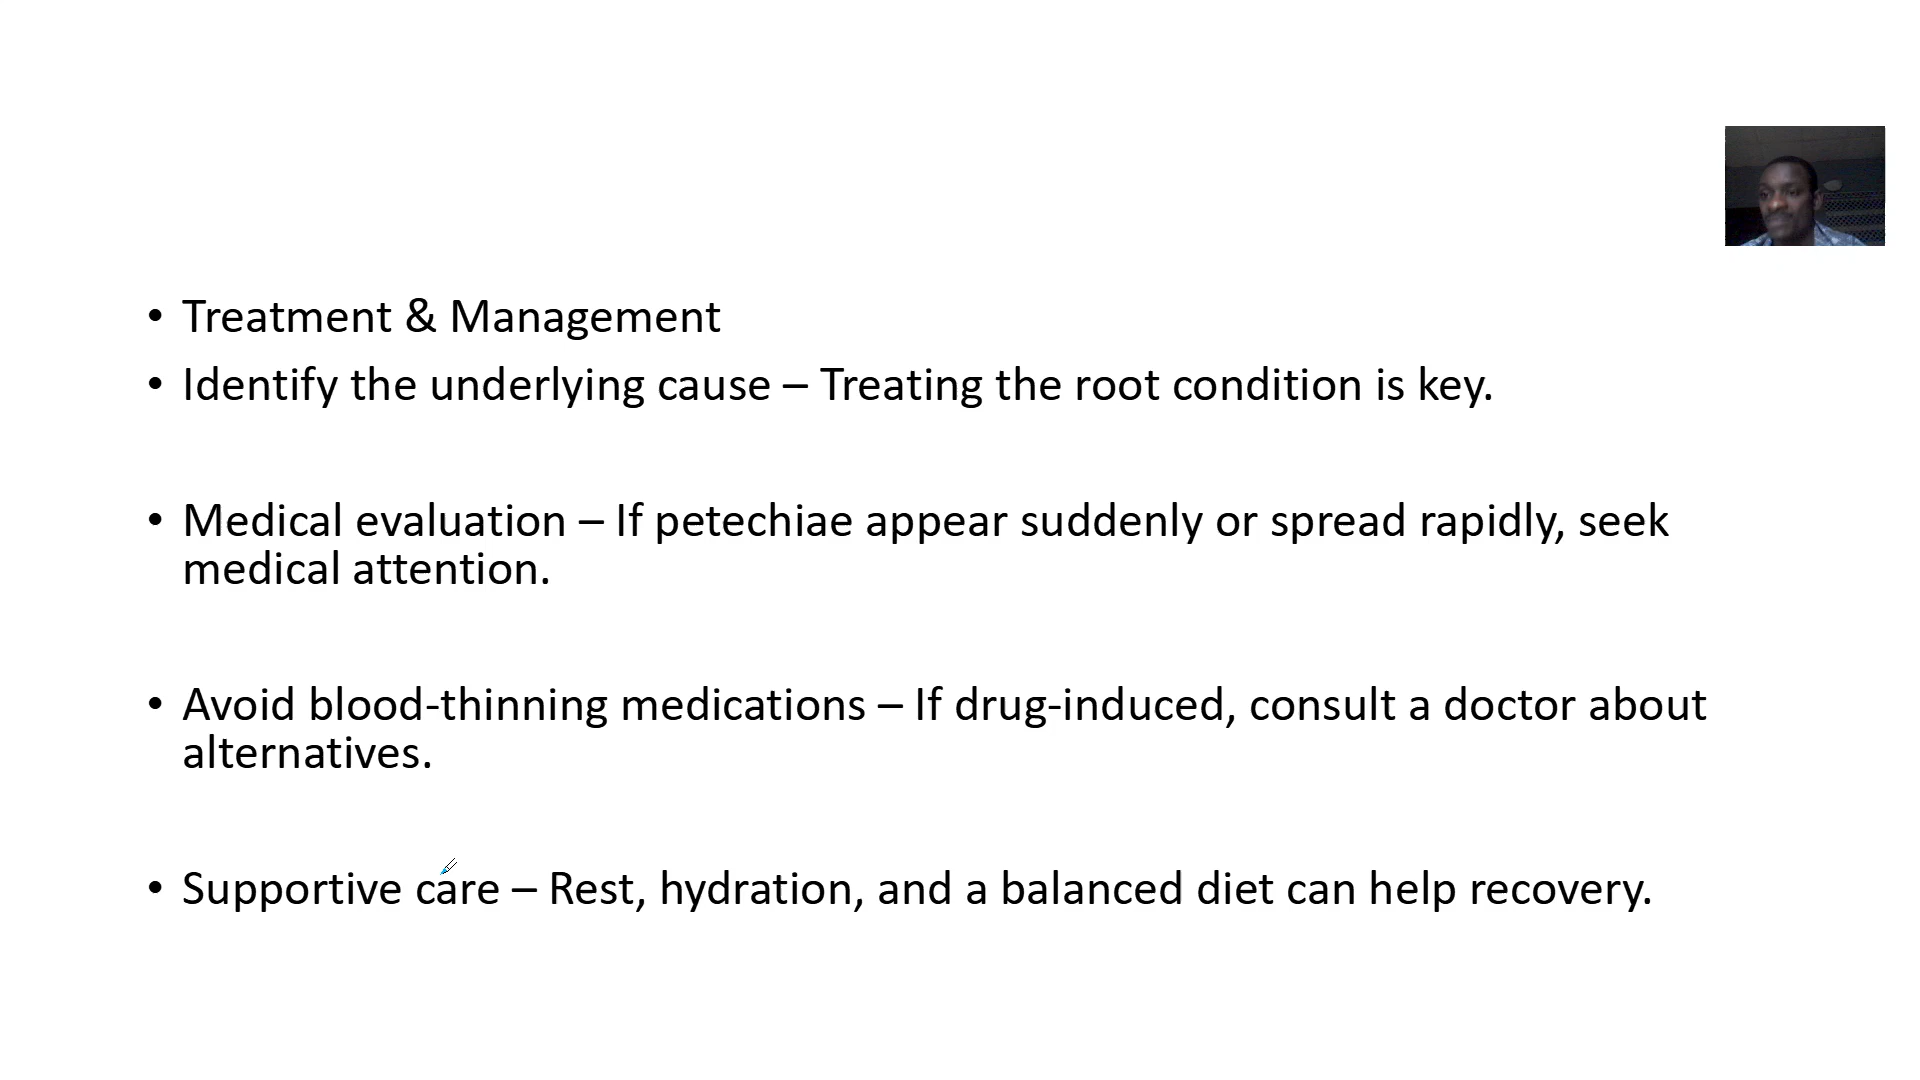 • Treatment & Management
• Identify the underlying cause – Treating the root condition is key.
• Medical evaluation – If petechiae appear suddenly or spread rapidly, seek
medical attention.
• Avoid blood-thinning medications – If drug-induced, consult a doctor about
alternatives.
• Supportive care – Rest, hydration, and a balanced diet can help recovery.